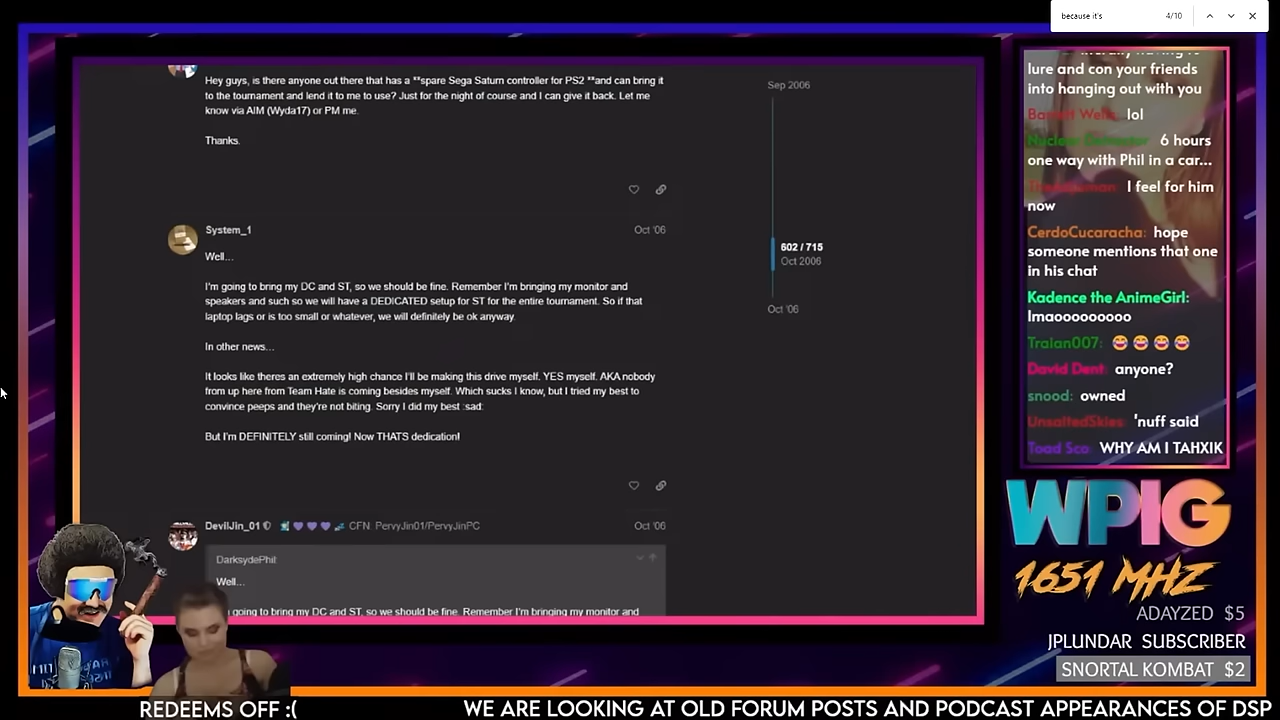 because it's
4/10
Hey guys, is there anyone out there that has a **spare Sega Saturn controller for PS2 **and can bring it
to the tournament and lend it to me to use? Just for the night of course and I can give it back. Let me
know via AIM (Wyda17) or PM me.
Thanks.
System_1
Oct '06
Well…
I'm going to bring my DC and ST, so we should be fine. Remember I'm bringing my monitor and
speakers and such so we will have a DEDICATED setup for ST for the entire tournament. So if that
laptop lags or is too small or whatever, we will definitely be ok anyway.
In other news…
It looks like theres an extremely high chance I'll be making this drive myself. YES myself. AKA nobody
from up here from Team Hate is coming besides myself. Which sucks I know, but I tried my best to
convince peeps and they're not biting. Sorry I did my best :sad:
But I'm DEFINITELY still coming! Now THATS dedication!
DevilJin_01
CFN PervyJin01/PervyJinPC
Oct '06
DarksydePhil:
Well…
going to bring my DC and ST, so we should be fine. Remember I'm bringing my monitor and
Sep 2006
602 / 715
Oct 2006
Oct '06
lure and con your friends
into hanging out with you
lol
6 hours
one way with Phil in a car...
I feel for him
now
CerdoCucaracha: hope
someone mentions that one
in his chat
Kadence the AnimeGirl:
lmaooooooooo
Traian007: 😂 😂 😂 😂
David Dent: anyone?
snood: owned
UnsaltedSkies: 'nuff said
Toad Sco: WHY AM I TAHXIK
WPIG
1651 MHZ
ADAYZED $5
JPLUNDAR SUBSCRIBER
SNORTAL KOMBAT $2
REDEEMS OFF :(
WE ARE LOOKING AT OLD FORUM POSTS AND PODCAST APPEARANCES OF DSP